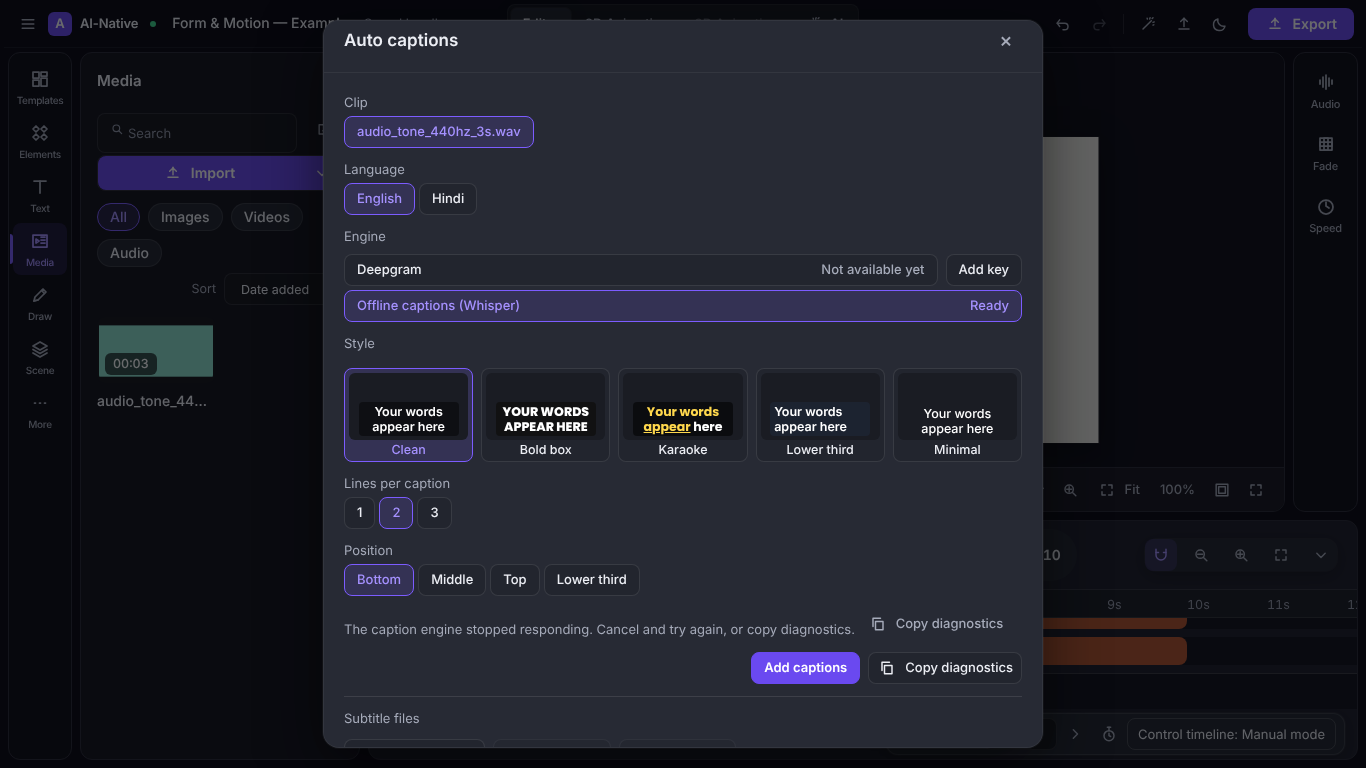 A AI-Native Form & Motion — Examp
Export
Auto captions
Templates
Elements
Text
Media
Draw
Scene
More
Media
Search
Import
All Images Videos
Audio
Sort Date added
00:03
audio_tone_44...
Clip
audio_tone_440hz_3s.wav
Language
English Hindi
Engine
Deepgram Not available yet Add key
Offline captions (Whisper) Ready
Style
Your words
appear here
Clean
YOUR WORDS
APPEAR HERE
Bold box
Your words
appear here
Karaoke
Your words
appear here
Lower third
Your words
appear here
Minimal
Lines per caption
1 2 3
Position
Bottom Middle Top Lower third
The caption engine stopped responding. Cancel and try again, or copy diagnostics. Copy diagnostics
Add captions Copy diagnostics
Subtitle files
Audio
Fade
Speed
Fit 100%
10
9s 10s 11s
Control timeline: Manual mode